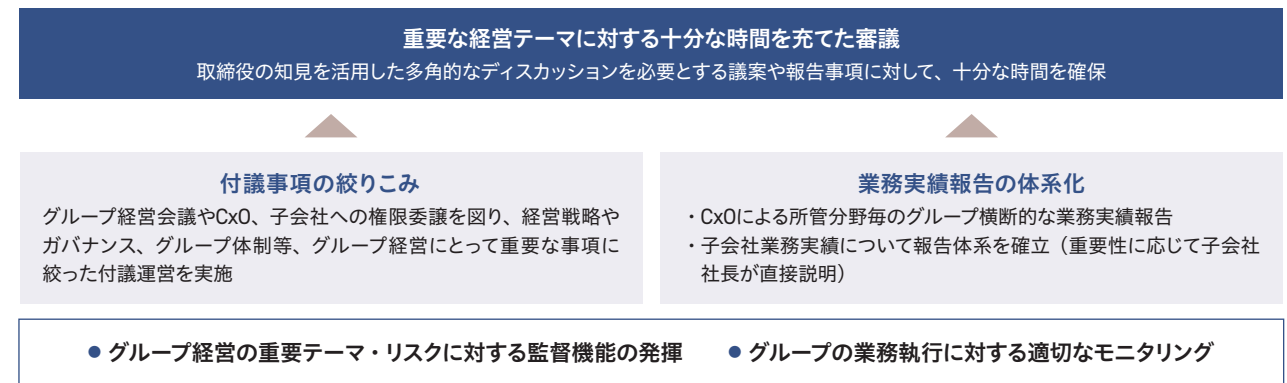 重要な経営テーマに対する十分な時間を充てた審議
取締役の知見を活用した多角的なディスカッションを必要とする議案や報告事項に対して、十分な時間を確保
付議事項の絞りこみ
グループ経営会議やCxO、子会社への権限委譲を図り、経営戦略や
ガバナンス、グループ体制等、グループ経営にとって重要な事項に
絞った付議運営を実施
業務実績報告の体系化
・CxOによる所管分野毎のグループ横断的な業務実績報告
・子会社業務実績について報告体系を確立（重要性に応じて子会社
社長が直接説明）
● グループ経営の重要テーマ・リスクに対する監督機能の発揮　● グループの業務執行に対する適切なモニタリング